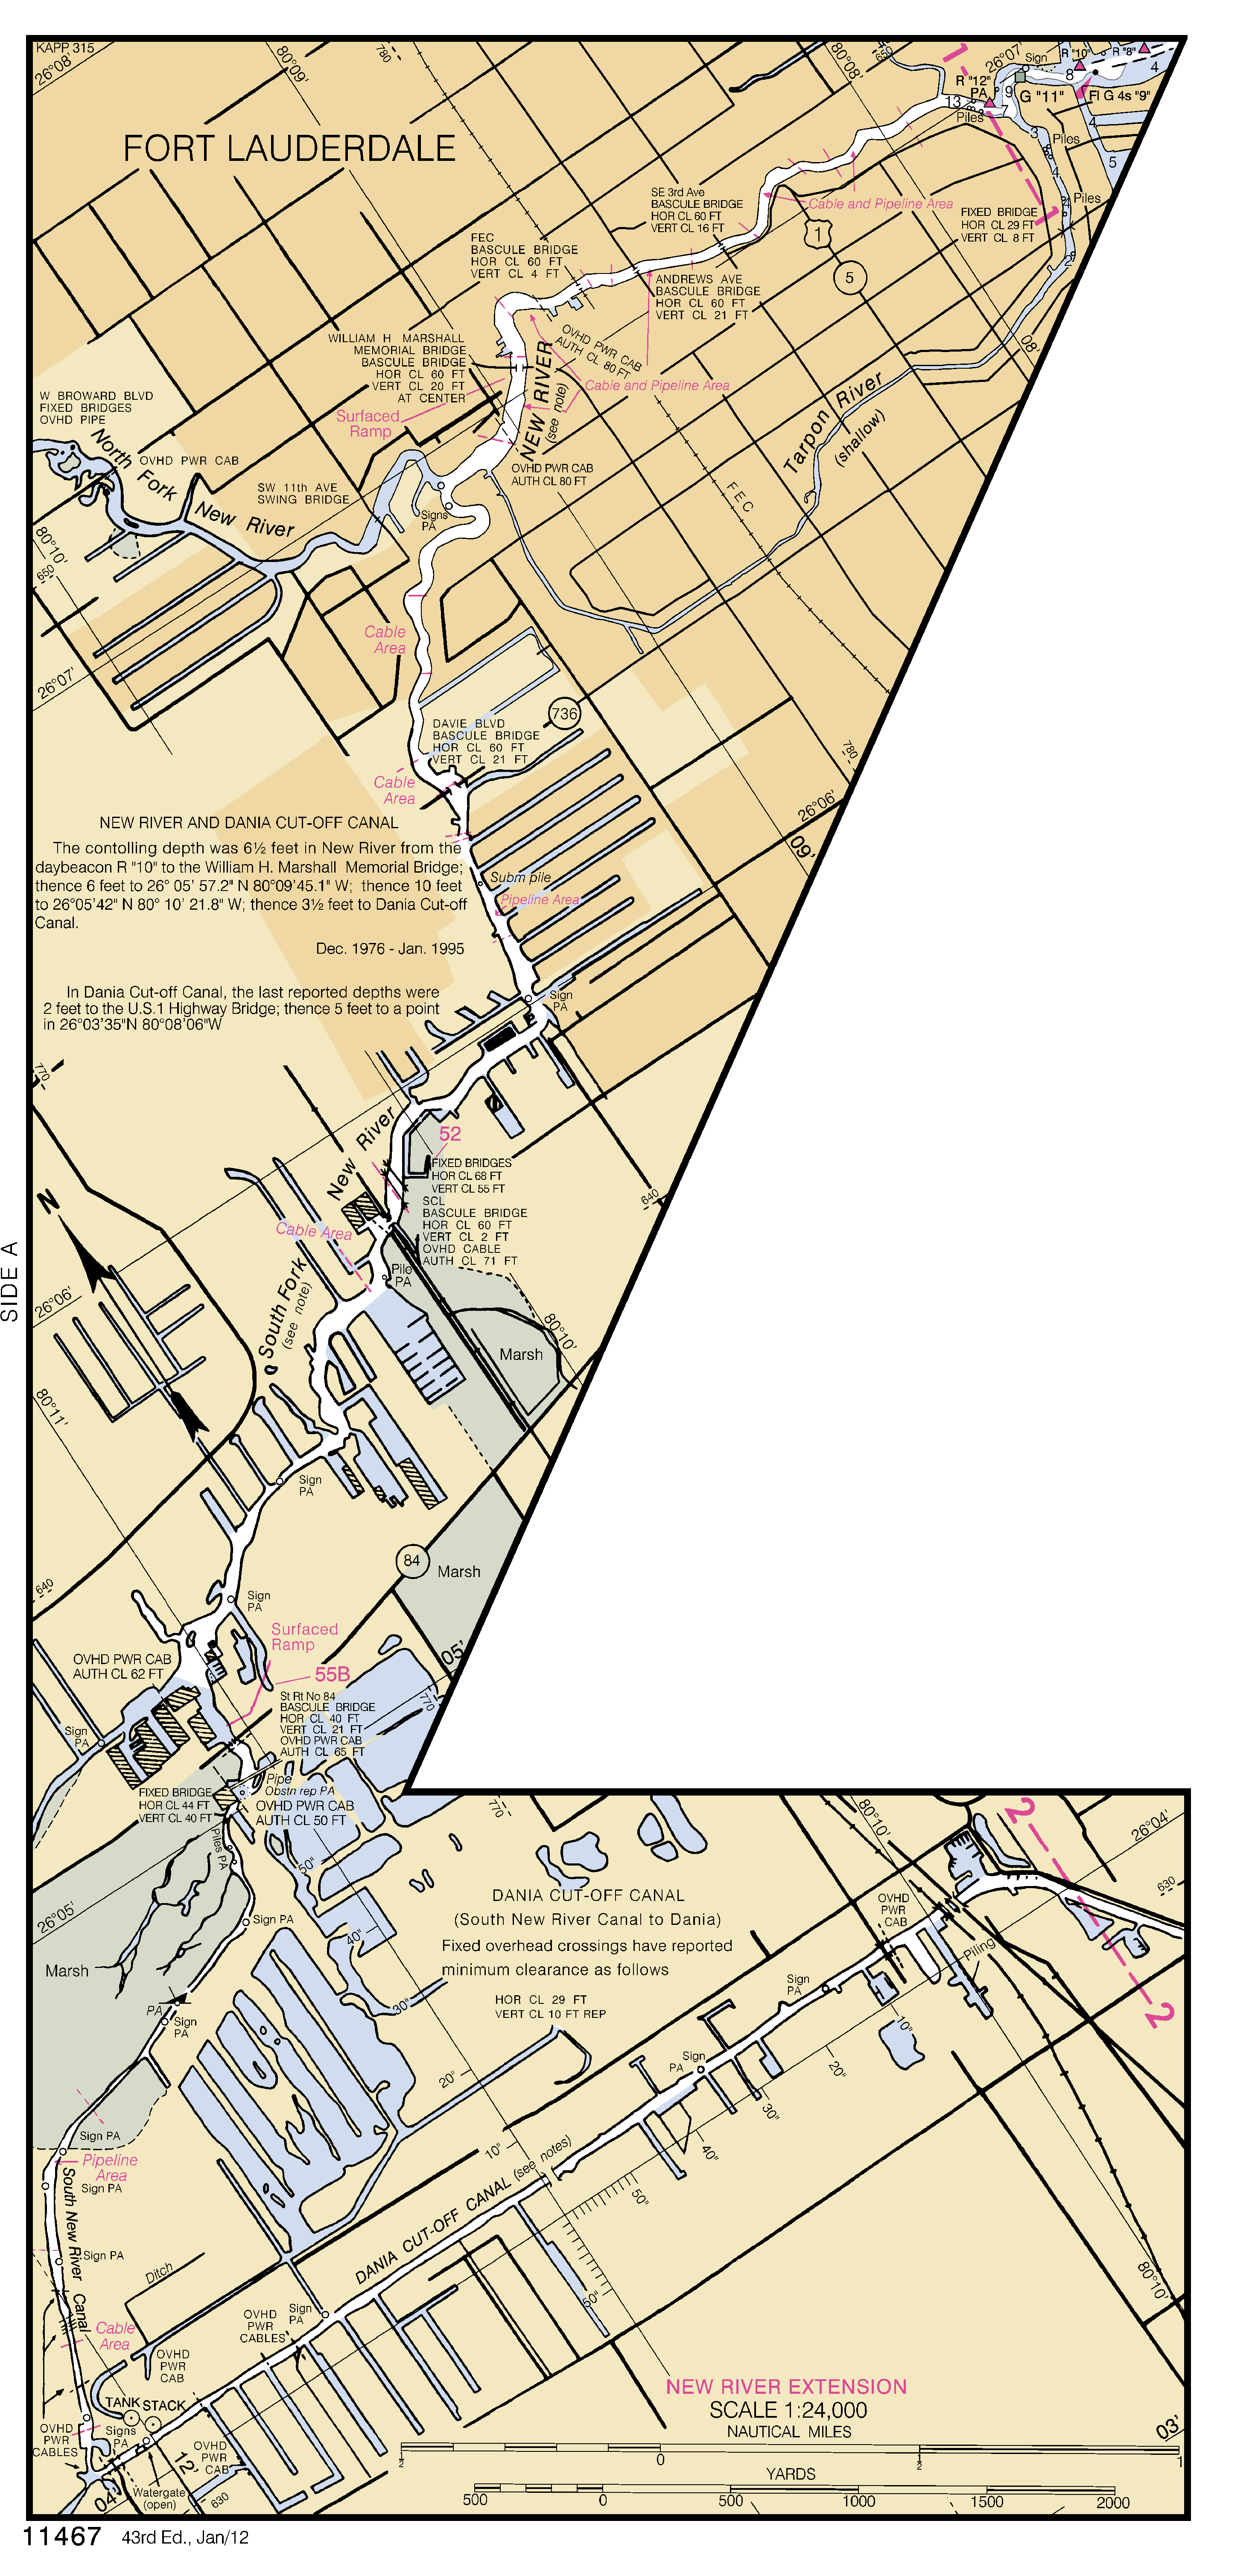 KAPP 315
26°08'
80°09'
780
80°08'
650
26°07'
Sign
R "10"
R "8"
4
8
R "12"
PA
9
G "11"
Fl G 4s "9"
13
7
Piles
1
FORT LAUDERDALE
3
Piles
4
4
5
SE 3rd Ave
BASCULE BRIDGE
HOR CL 60 FT
VERT CL 16 FT
Cable and Pipeline Area
Piles
4
FIXED BRIDGE
HOR CL 29 FT
VERT CL 8 FT
1
1
2
FEC
BASCULE BRIDGE
HOR CL 60 FT
VERT CL 4 FT
5
ANDREWS AVE
BASCULE BRIDGE
HOR CL 60 FT
VERT CL 21 FT
WILLIAM H MARSHALL
MEMORIAL BRIDGE
BASCULE BRIDGE
HOR CL 60 FT
VERT CL 20 FT
AT CENTER
OVHD PWR CAB
AUTH CL 80 FT
08'
NEW RIVER
(see note)
Cable and Pipeline Area
Tarpon River
(shallow)
W BROWARD BLVD
FIXED BRIDGES
OVHD PIPE
Surfaced
Ramp
North Fork New River
OVHD PWR CAB
SW 11th AVE
SWING BRIDGE
OVHD PWR CAB
AUTH CL 80 FT
FEC
Signs
PA
80°10'
650
Cable
Area
26°07'
736
DAVIE BLVD
BASCULE BRIDGE
HOR CL 60 FT
VERT CL 21 FT
780
Cable
Area
26°06'
09'
NEW RIVER AND DANIA CUT-OFF CANAL
The contolling depth was 6½ feet in New River from the
daybeacon R "10" to the William H. Marshall Memorial Bridge;
thence 6 feet to 26° 05' 57.2" N 80°09'45.1" W; thence 10 feet
to 26°05'42" N 80° 10' 21.8" W; thence 3½ feet to Dania Cut-off
Canal.
Dec. 1976 - Jan. 1995
Subm pile
Pipeline Area
In Dania Cut-off Canal, the last reported depths were
2 feet to the U.S.1 Highway Bridge; thence 5 feet to a point
in 26°03'35"N 80°08'06"W
Sign
PA
770
New River
52
FIXED BRIDGES
HOR CL 68 FT
VERT CL 55 FT
SCL
BASCULE BRIDGE
HOR CL 60 FT
VERT CL 2 FT
OVHD CABLE
AUTH CL 71 FT
640
N
Cable Area
Pile
PA
SIDE A
26°06'
South Fork
(see note)
80°10'
Marsh
80°11'
Sign
PA
84
Marsh
640
Sign
PA
Surfaced
Ramp
05'
OVHD PWR CAB
AUTH CL 62 FT
55B
770
St Rt No 84
BASCULE BRIDGE
HOR CL 40 FT
VERT CL 21 FT
OVHD PWR CAB
AUTH CL 65 FT
Sign
PA
Pipe
Obstn rep PA
FIXED BRIDGE
HOR CL 44 FT
VERT CL 40 FT
OVHD PWR CAB
AUTH CL 50 FT
Piles PA
50"
770
80°10'
2
26°04'
DANIA CUT-OFF CANAL
(South New River Canal to Dania)
Fixed overhead crossings have reported
minimum clearance as follows
HOR CL 29 FT
VERT CL 10 FT REP
OVHD
PWR
CAB
630
26°05'
Sign PA
40"
Piling
Marsh
Sign
PA
30"
2
PA
Sign
PA
10"
Sign
PA
20"
20"
30"
Sign PA
10"
40"
Pipeline
Area
Sign PA
DANIA CUT-OFF CANAL (see notes)
50"
South New River Canal
Sign PA
Ditch
80°10'
50"
Cable
Area
OVHD
PWR
CABLES
Sign
PA
OVHD
PWR
CAB
NEW RIVER EXTENSION
SCALE 1:24,000
NAUTICAL MILES
½ 0 ½ 1
YARDS
500 0 500 1000 1500 2000
TANK
STACK
OVHD
PWR
CABLES
Signs
PA
12'
OVHD
PWR
CAB
03'
04'
Watergate
(open)
630
11467 43rd Ed., Jan/12